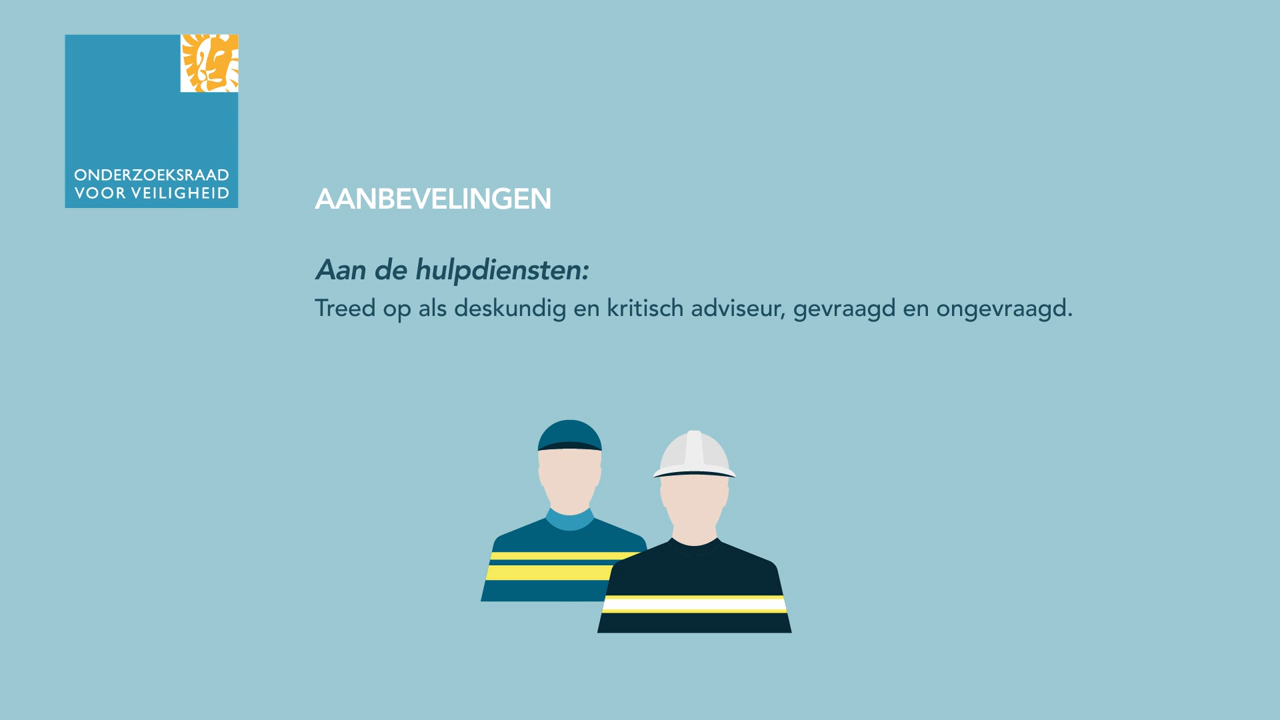 ONDERZOEKSRAAD
VOOR VEILIGHEID
AANBEVELINGEN
Aan de hulpdiensten:
Treed op als deskundig en kritisch adviseur, gevraagd en ongevraagd.